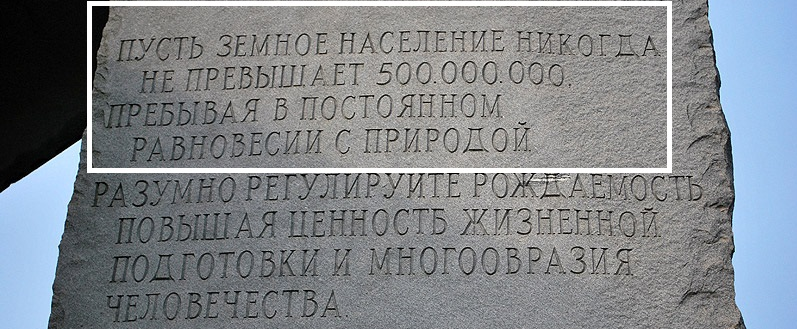 ПУСТЬ ЗЕМНОЕ НАСЕЛЕНИЕ НИКОГДА
НЕ ПРЕВЫШАЕТ 500.000.000,
ПРЕБЫВАЯ В ПОСТОЯННОМ
РАВНОВЕСИИ С ПРИРОДОЙ
РАЗУМНО РЕГУЛИРУЙТЕ РОЖДАЕМОСТЬ
ПОВЫШАЯ ЦЕННОСТЬ ЖИЗНЕННОЙ
ПОДГОТОВКИ И МНОГООВРАЗИЯ
ЧЕЛОВЕЧЕСТВА.